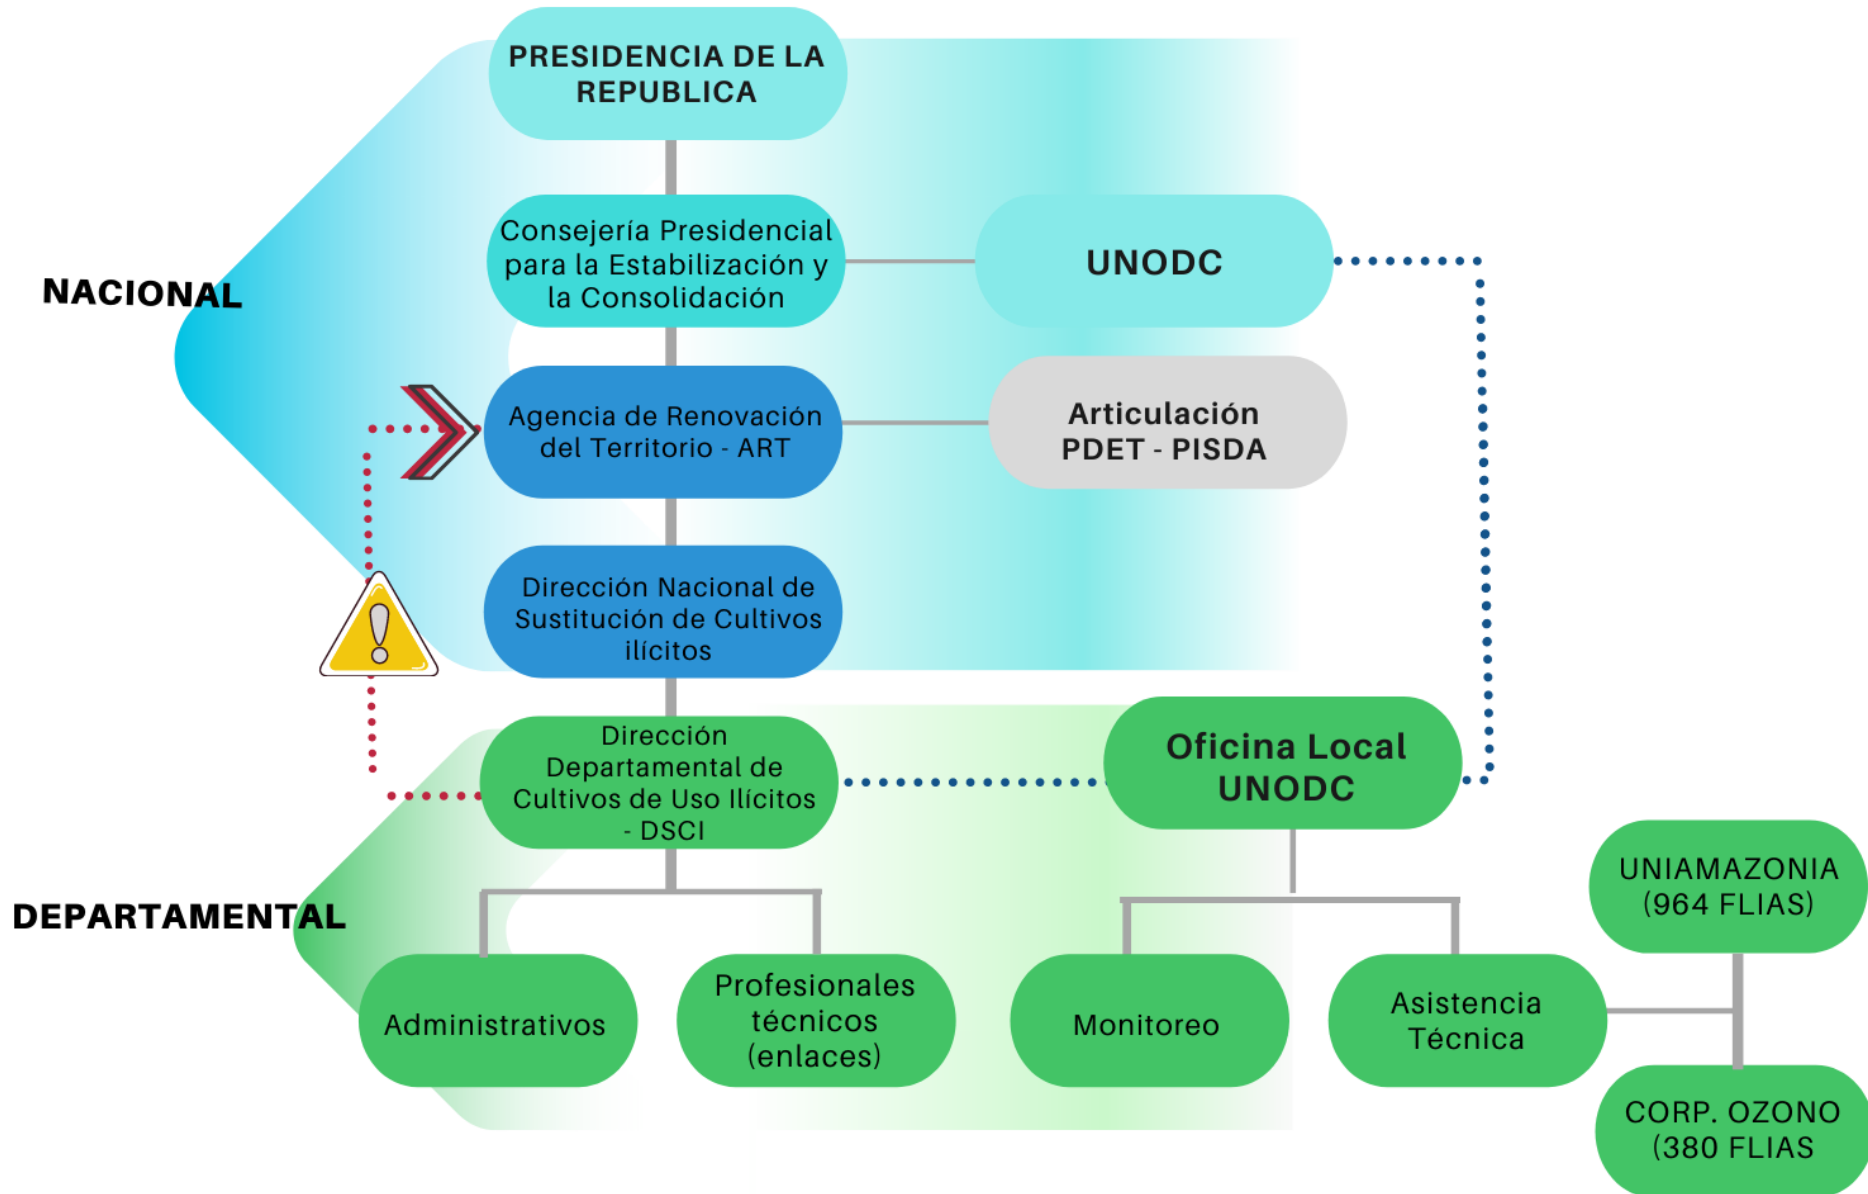 PRESIDENCIA DE LA
REPUBLICA
Consejería Presidencial
para la Estabilización y
la Consolidación
UNODC
NACIONAL
Agencia de Renovación
del Territorio - ART
Articulación
PDET - PISDA
Dirección Nacional de
Sustitución de Cultivos
ilícitos
Dirección
Departamental de
Cultivos de Uso Ilícitos
- DSCI
Oficina Local
UNODC
DEPARTAMENTAL
Administrativos
Profesionales
técnicos
(enlaces)
Monitoreo
Asistencia
Técnica
UNIAMAZONIA
(964 FLIAS)
CORP. OZONO
(380 FLIAS